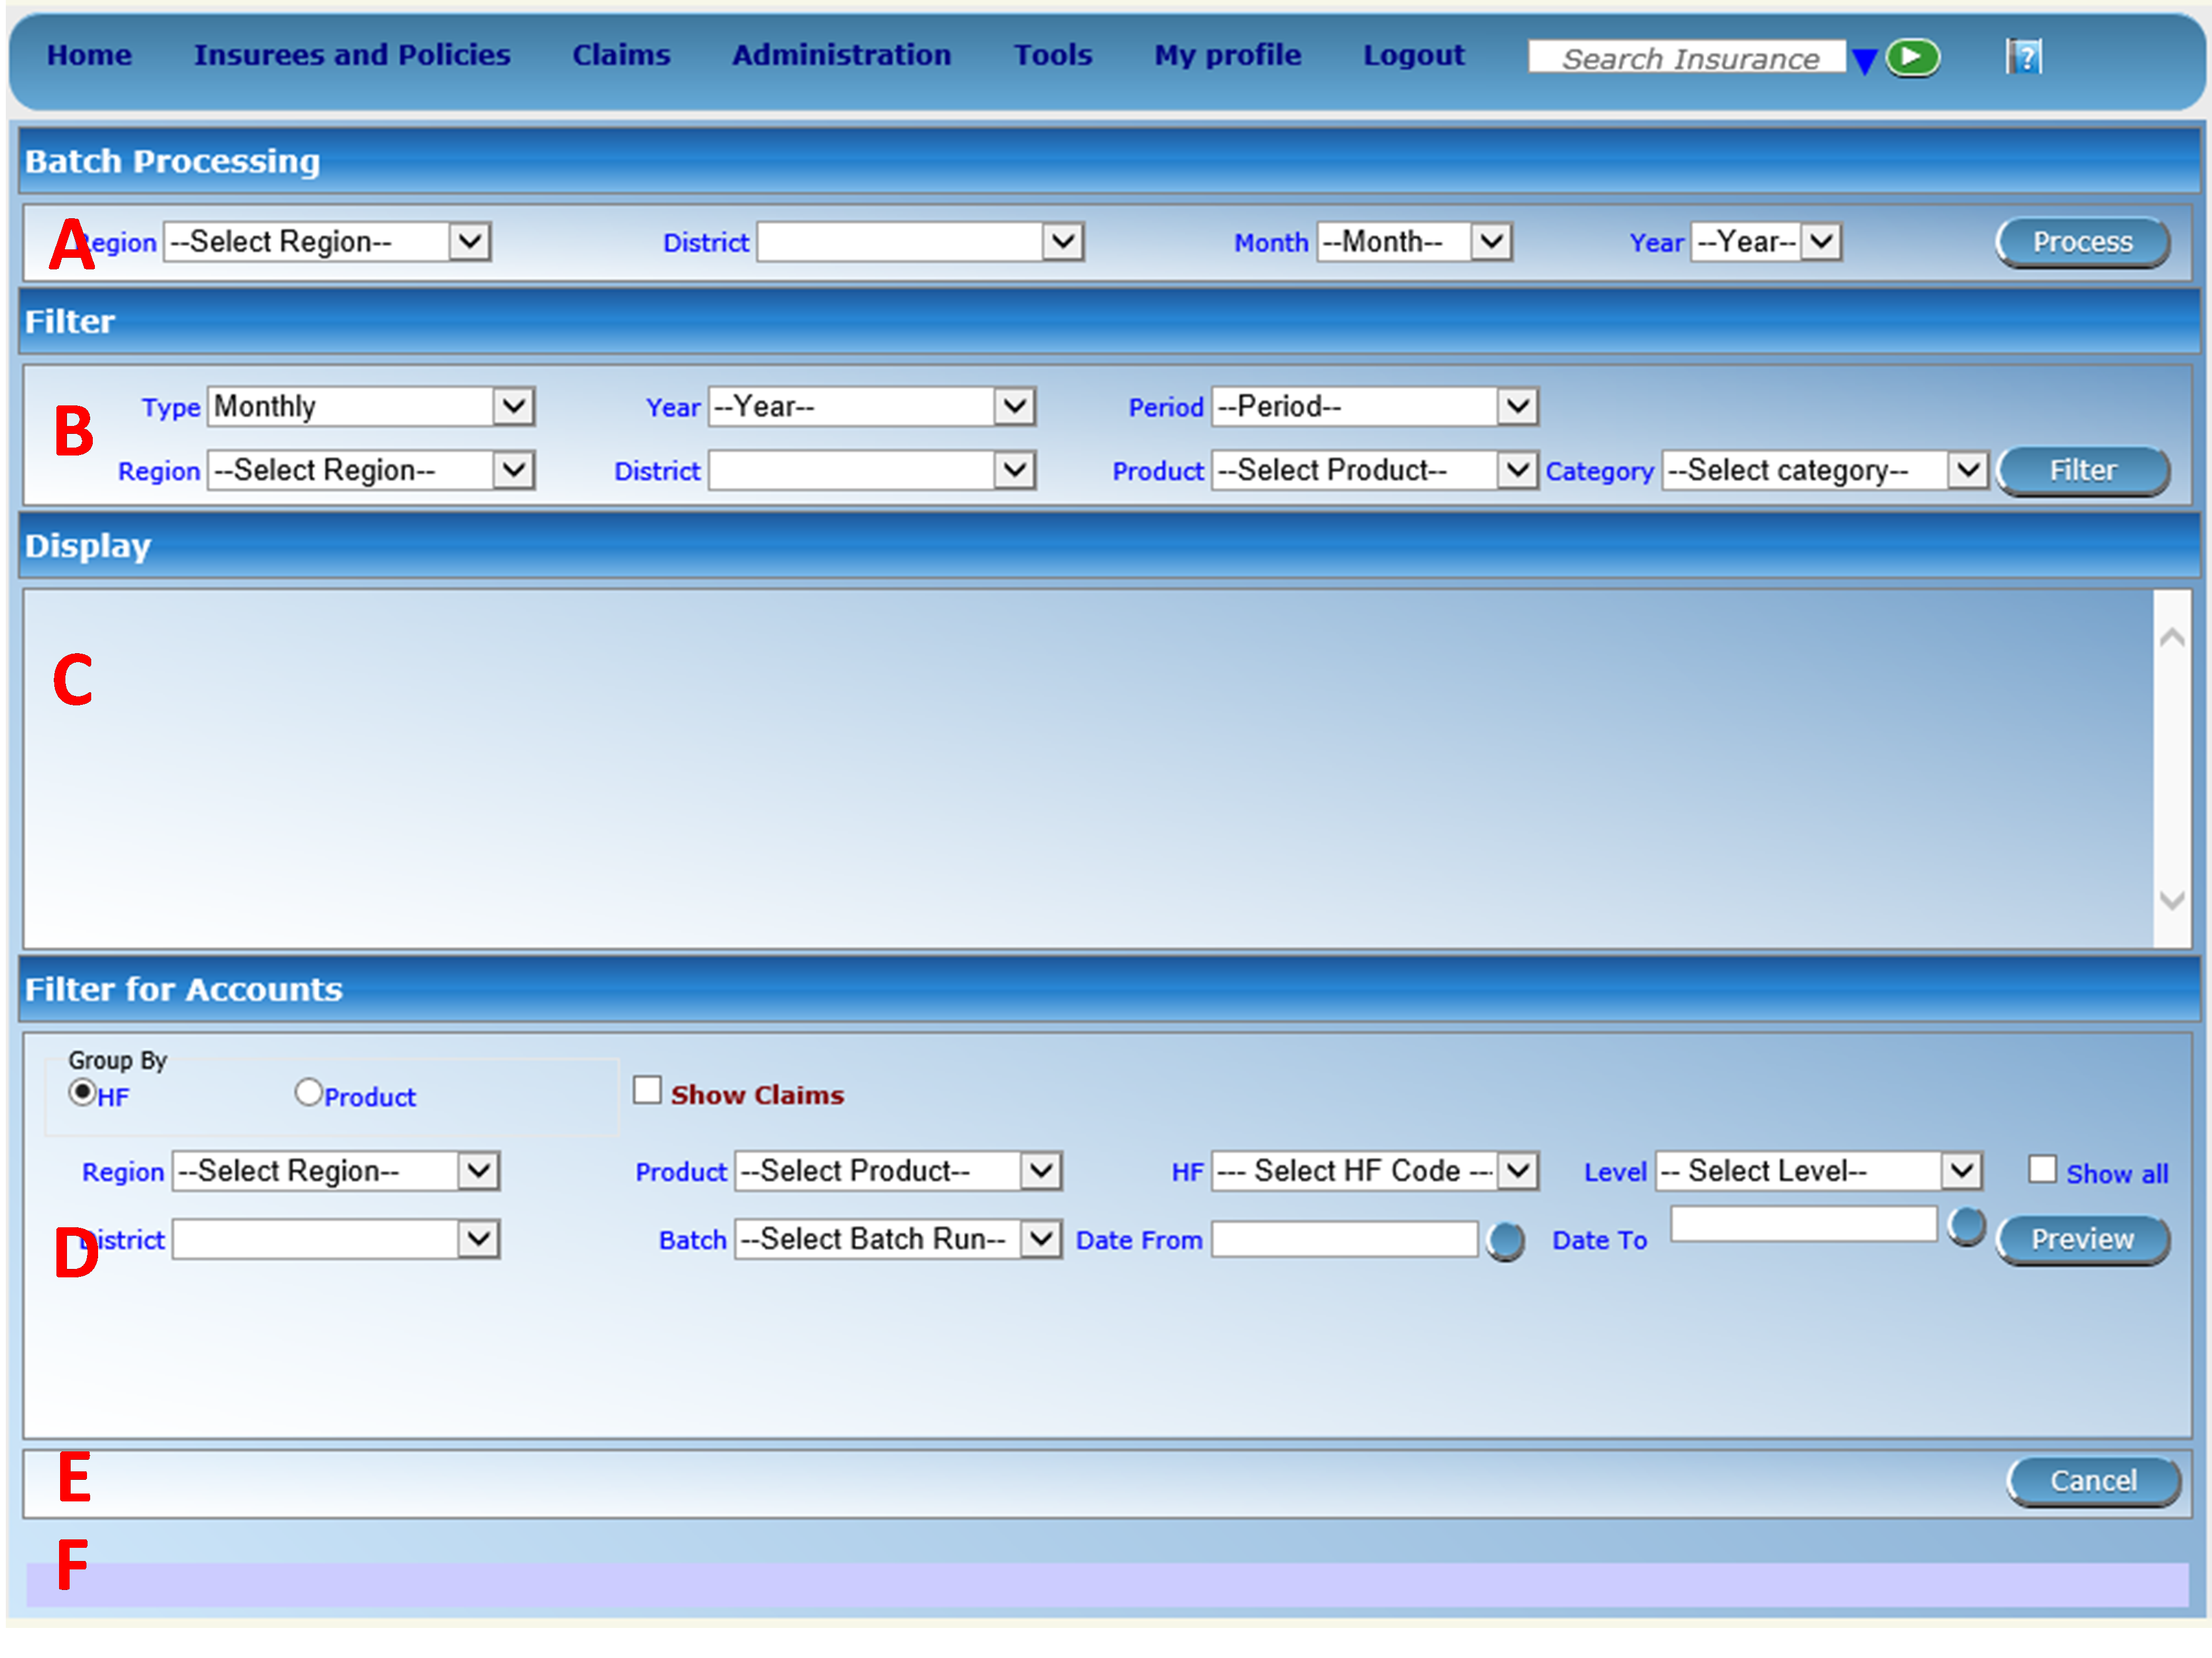 Home Insurees and Policies Claims Administration Tools My profile Logout Search Insurance ?
Batch Processing
A Region --Select Region-- District Month --Month-- Year --Year-- Process
Filter
B
Type Monthly Year --Year-- Period --Period--
Region --Select Region-- District Product --Select Product-- Category --Select category-- Filter
Display
C
Filter for Accounts
Group By
HF Product Show Claims
Region --Select Region-- Product --Select Product-- HF --- Select HF Code --- Level -- Select Level-- Show all
D District Batch --Select Batch Run-- Date From Date To Preview
E Cancel
F